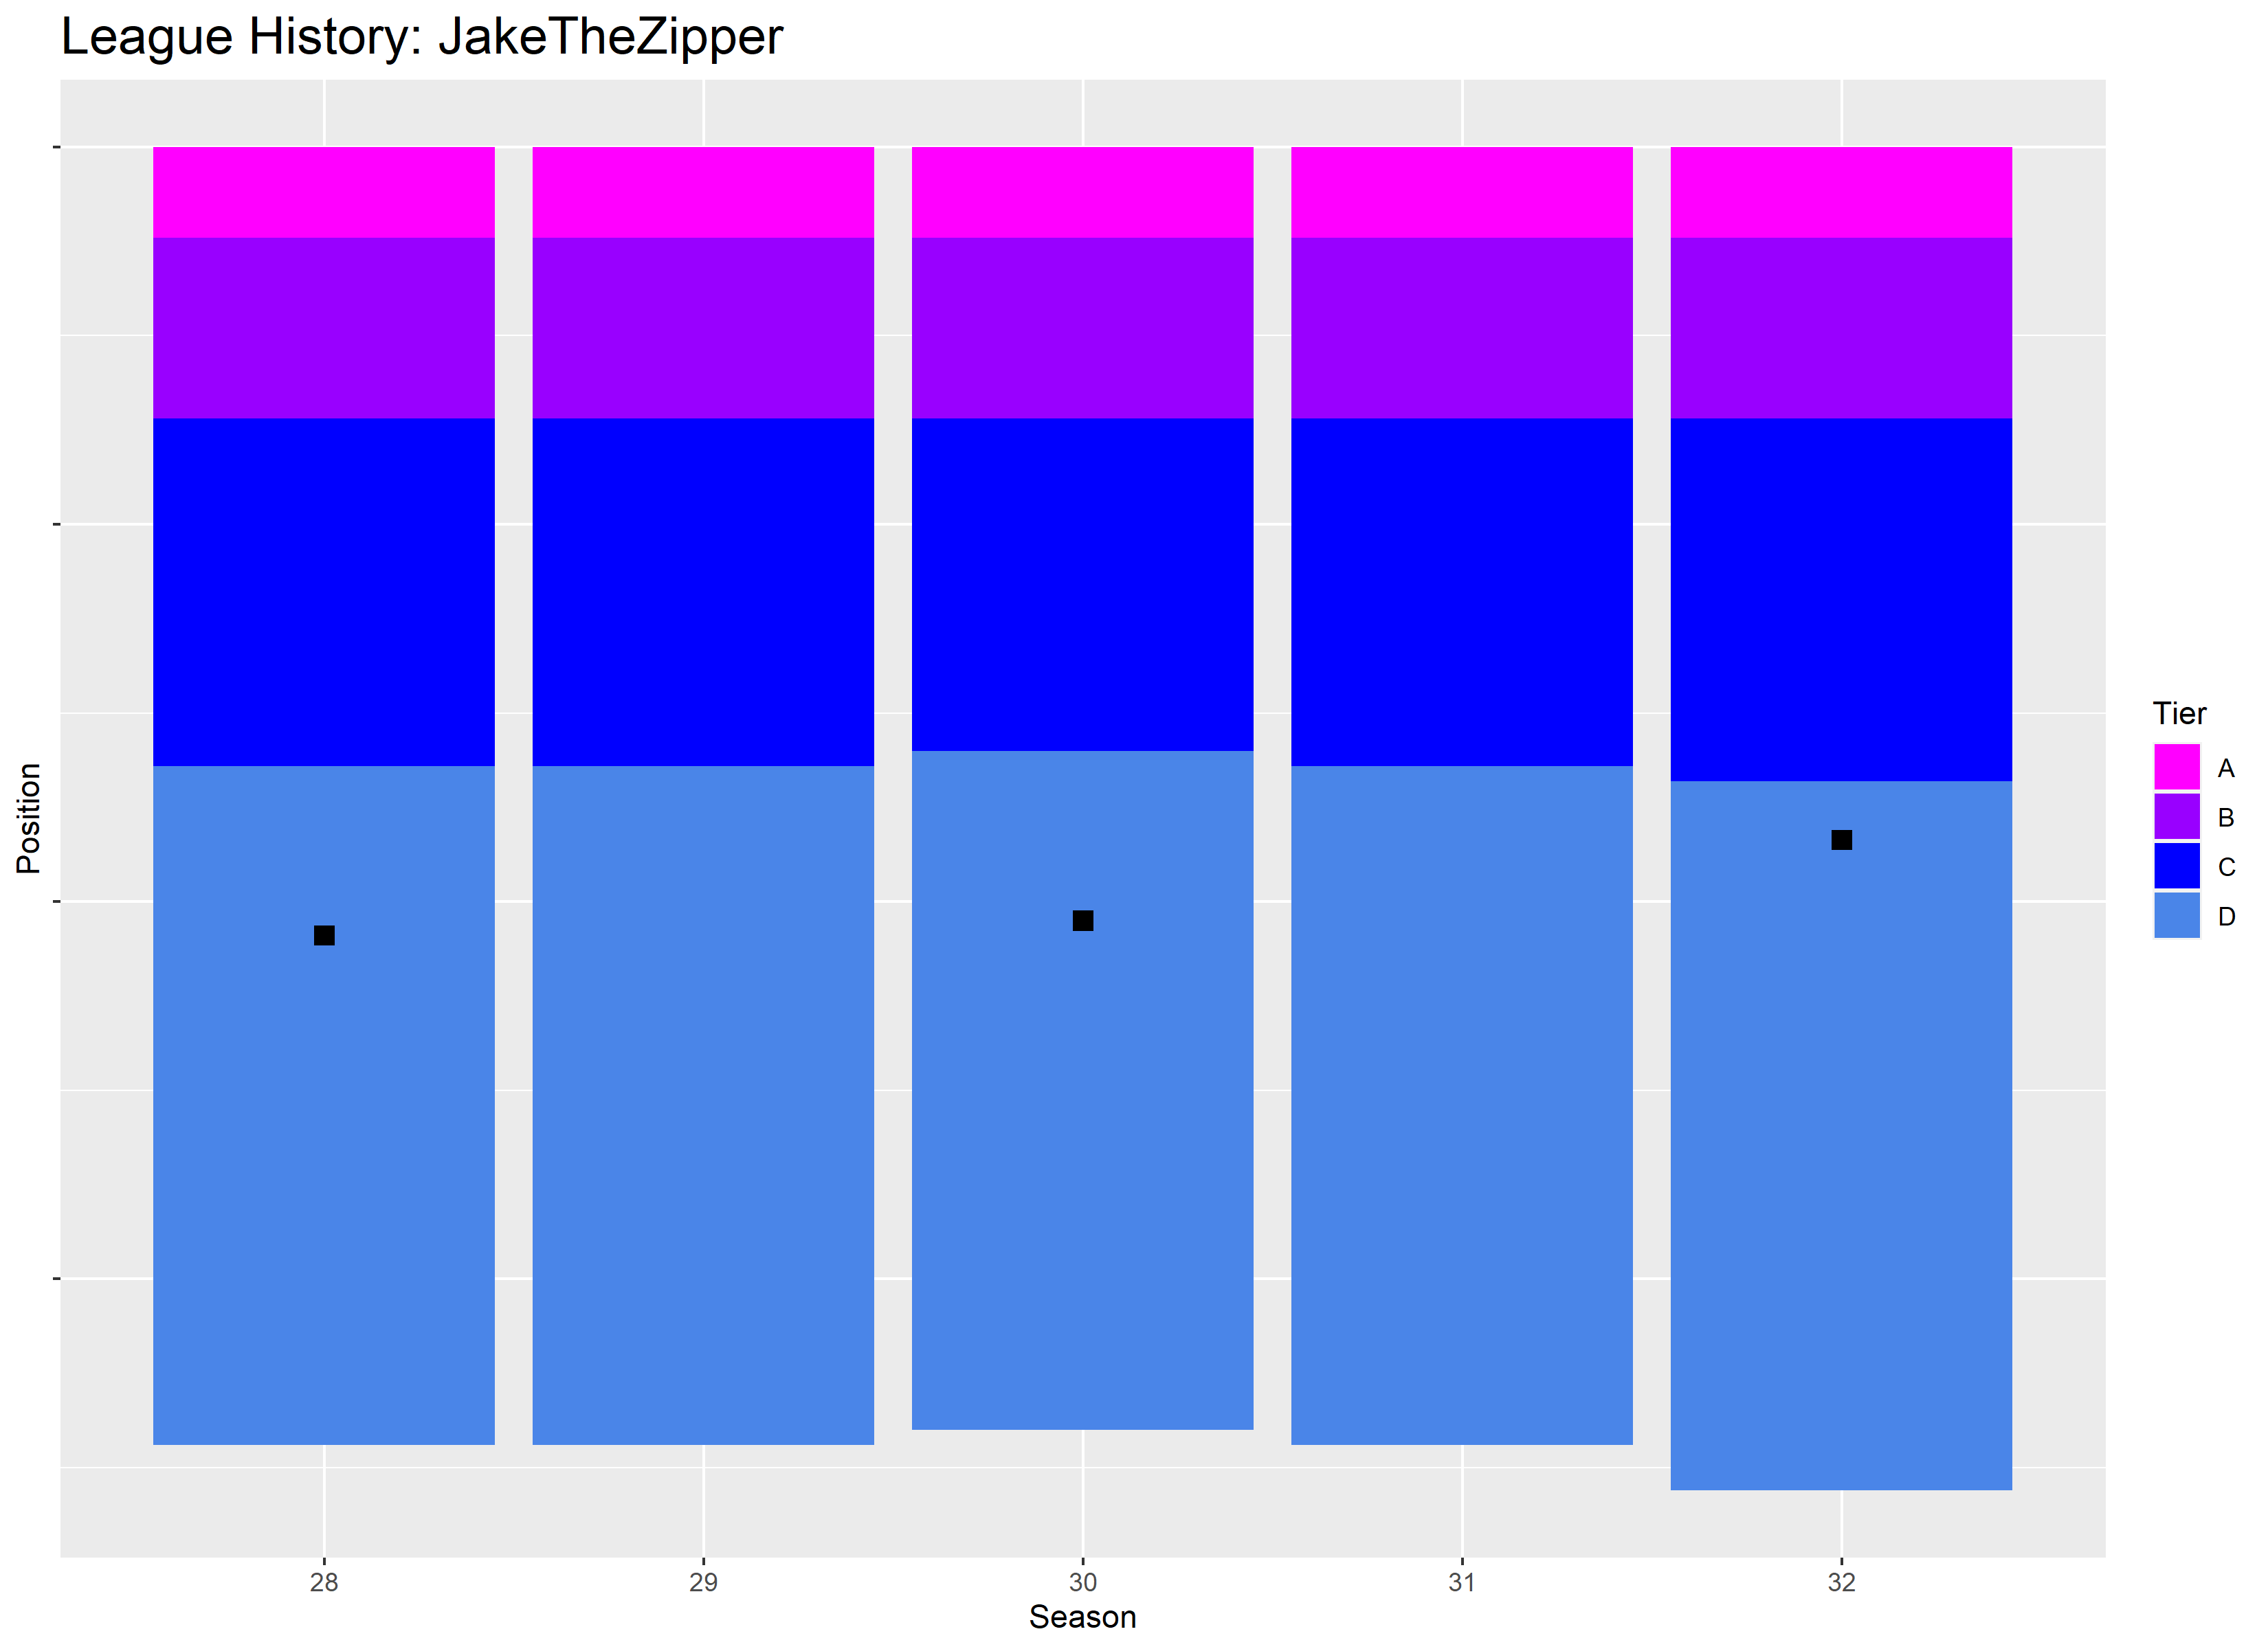 League History: JakeTheZipper
Position
Tier
A
B
C
D
28 29 30 31 32
Season